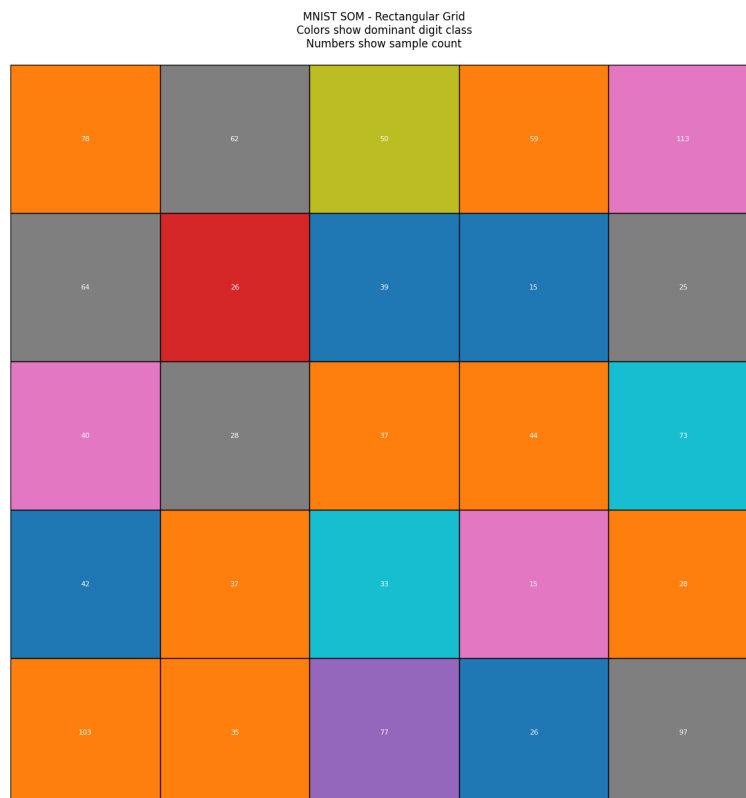 MNIST SOM - Rectangular Grid
Colors show dominant digit class
Numbers show sample count
78 62 50 59 113
64 26 39 15 25
40 28 37 44 73
42 37 33 15 28
103 35 77 26 97